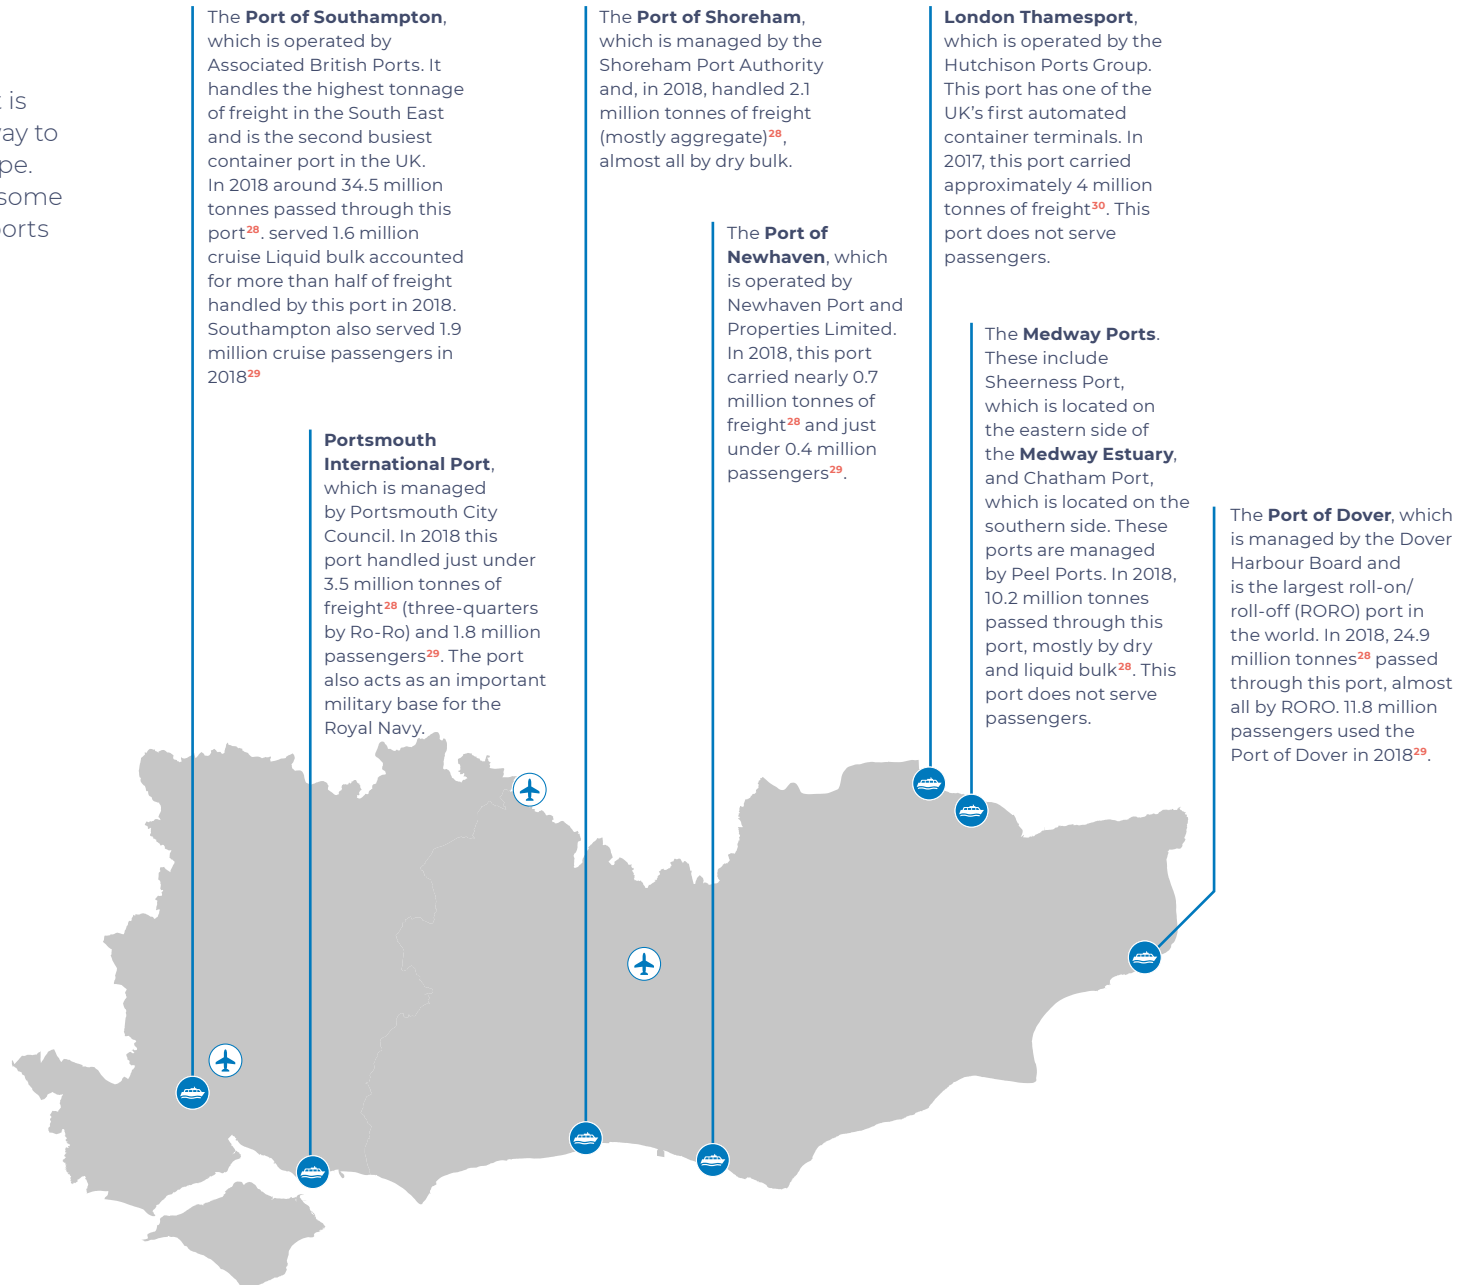 t is
ay to
pe.
some
orts
The Port of Southampton,
which is operated by
Associated British Ports. It
handles the highest tonnage
of freight in the South East
and is the second busiest
container port in the UK.
In 2018 around 34.5 million
tonnes passed through this
port28. served 1.6 million
cruise Liquid bulk accounted
for more than half of freight
handled by this port in 2018.
Southampton also served 1.9
million cruise passengers in
201829
Portsmouth
International Port,
which is managed
by Portsmouth City
Council. In 2018 this
port handled just under
3.5 million tonnes of
freight28 (three-quarters
by Ro-Ro) and 1.8 million
passengers29. The port
also acts as an important
military base for the
Royal Navy.
The Port of Shoreham,
which is managed by the
Shoreham Port Authority
and, in 2018, handled 2.1
million tonnes of freight
(mostly aggregate)28,
almost all by dry bulk.
The Port of
Newhaven, which
is operated by
Newhaven Port and
Properties Limited.
In 2018, this port
carried nearly 0.7
million tonnes of
freight28 and just
under 0.4 million
passengers29.
London Thamesport,
which is operated by the
Hutchison Ports Group.
This port has one of the
UK's first automated
container terminals. In
2017, this port carried
approximately 4 million
tonnes of freight30. This
port does not serve
passengers.
The Medway Ports.
These include
Sheerness Port,
which is located on
the eastern side of
the Medway Estuary,
and Chatham Port,
which is located on the
southern side. These
ports are managed
by Peel Ports. In 2018,
10.2 million tonnes
passed through this
port, mostly by dry
and liquid bulk28. This
port does not serve
passengers.
The Port of Dover, which
is managed by the Dover
Harbour Board and
is the largest roll-on/
roll-off (RORO) port in
the world. In 2018, 24.9
million tonnes28 passed
through this port, almost
all by RORO. 11.8 million
passengers used the
Port of Dover in 201829.